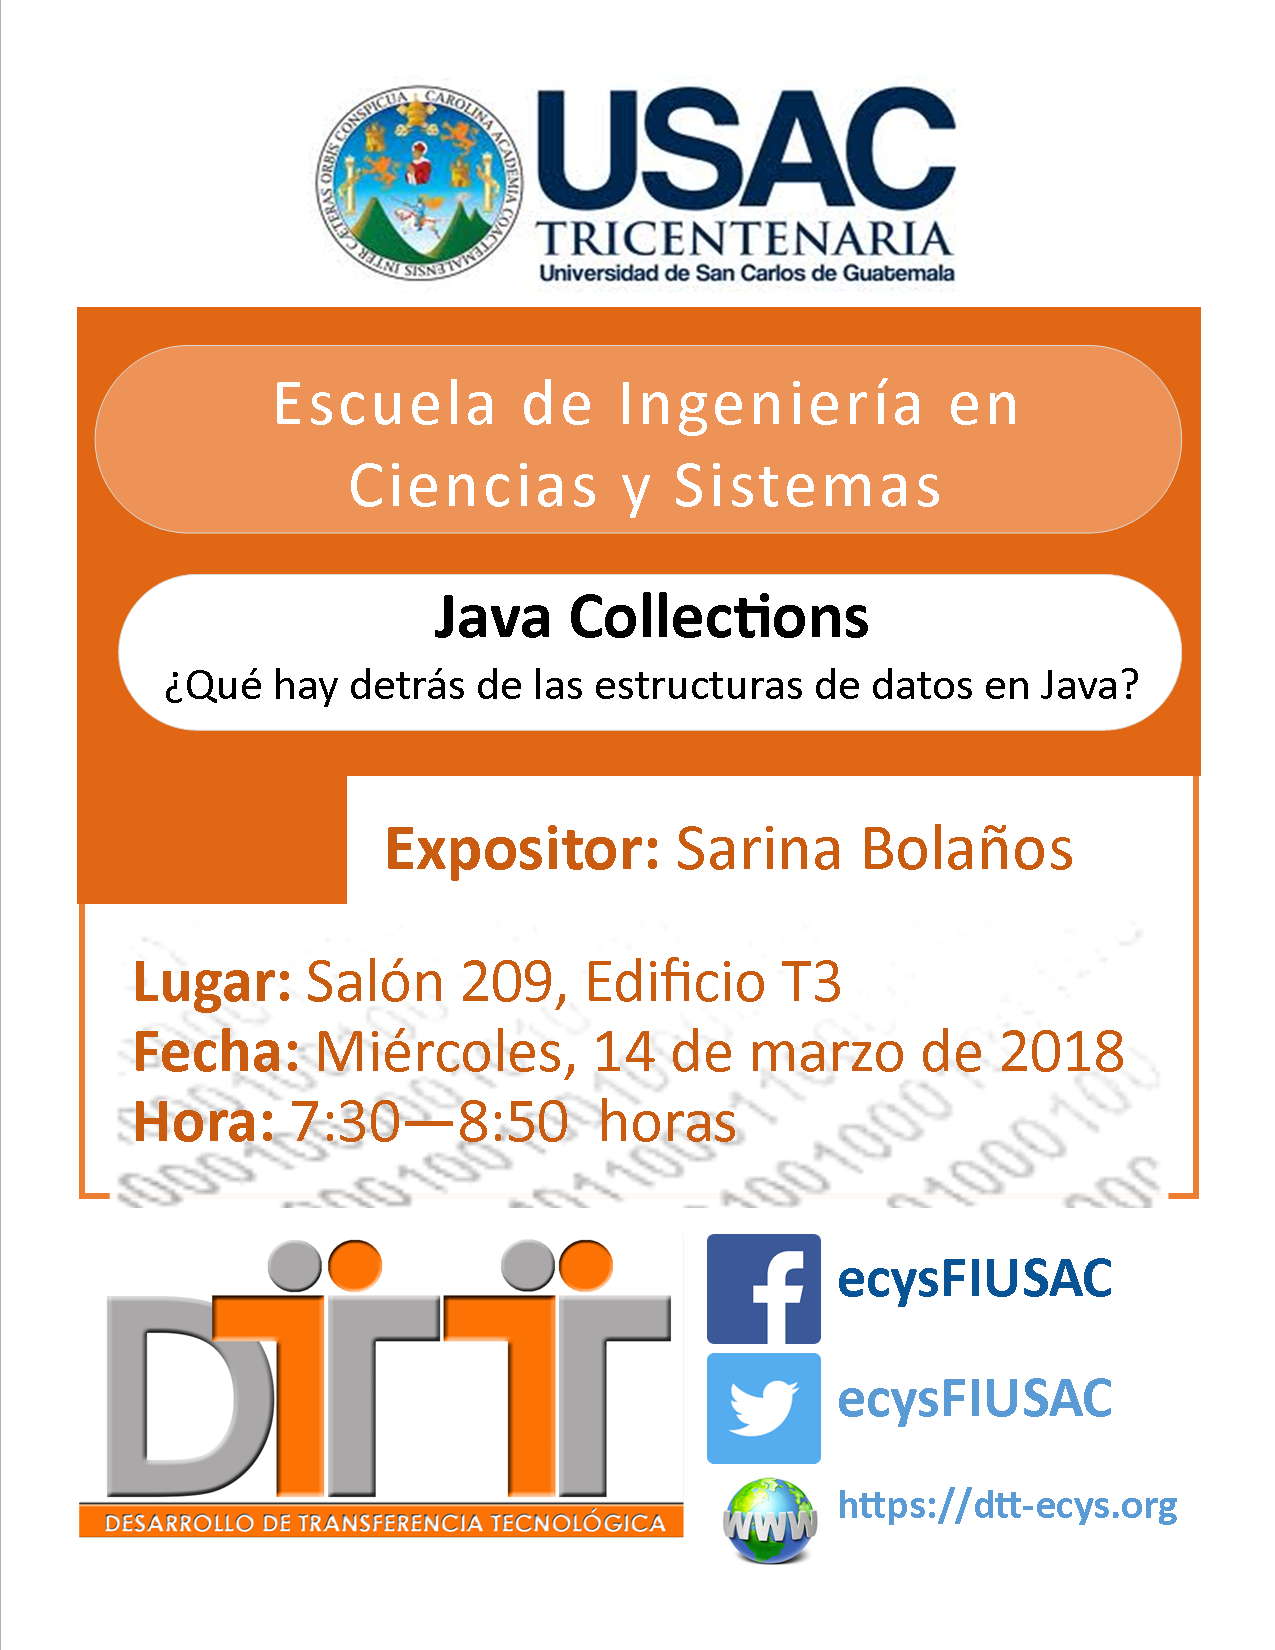 INTER CÆTERAS ORBIS CONSPICUA CAROLINA ACADEMIA COACTEMALENSIS
USAC
TRICENTENARIA
Universidad de San Carlos de Guatemala
Escuela de Ingeniería en
Ciencias y Sistemas
Java Collections
¿Qué hay detrás de las estructuras de datos en Java?
Expositor: Sarina Bolaños
Lugar: Salón 209, Edificio T3
Fecha: Miércoles, 14 de marzo de 2018
Hora: 7:30—8:50 horas
DTT
DESARROLLO DE TRANSFERENCIA TECNOLÓGICA
ecysFIUSAC
ecysFIUSAC
WWW
https://dtt-ecys.org